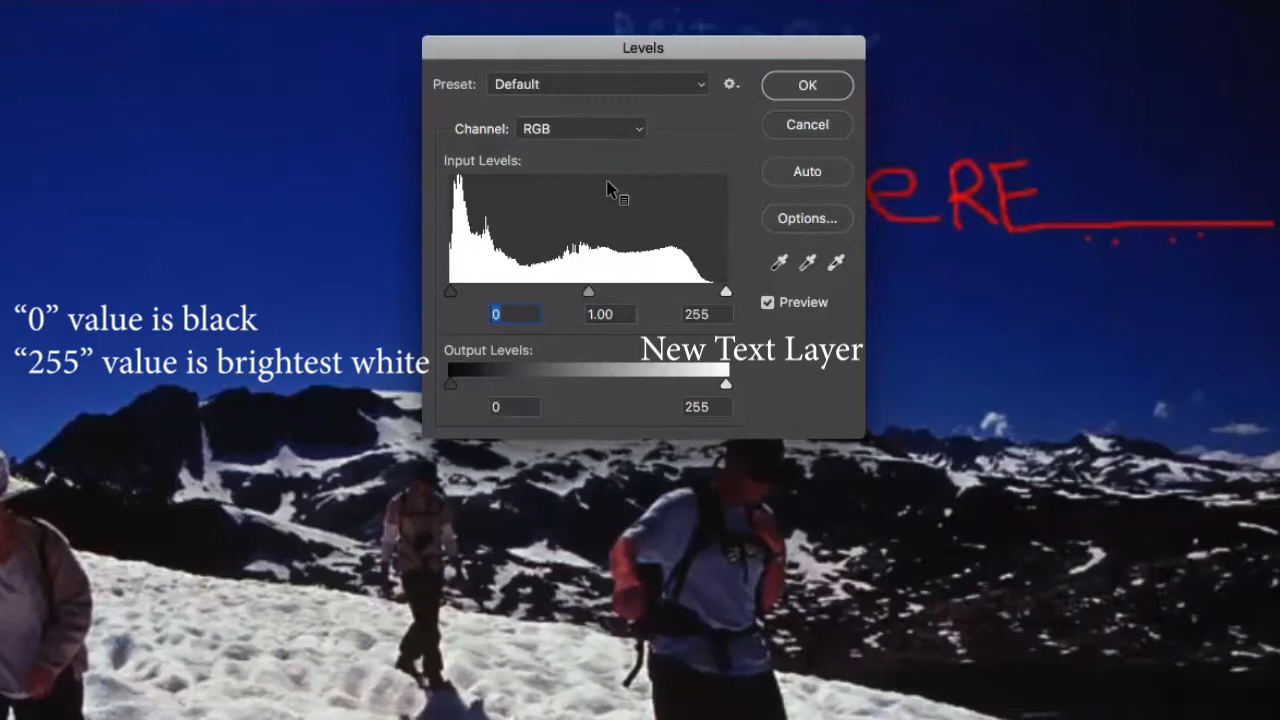 Levels
Preset: Default
OK
Channel: RGB
Cancel
Input Levels:
Auto
eRE
Options...
Preview
0 1.00 255
“0” value is black
“255” value is brightest white
Output Levels:
New Text Layer
0 255